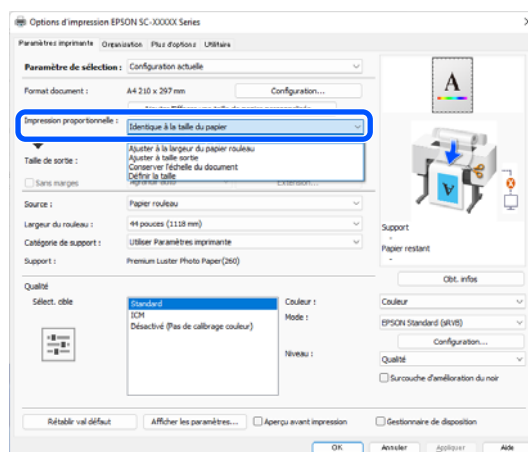 Options d'impression EPSON SC-XXXXX Series
Paramètres imprimante Organisation Plus d'options Utilitaire
Paramètre de sélection : Configuration actuelle
Format document : A4 210 x 297 mm Configuration...
Impression proportionnelle : Identique à la taille du papier
Ajuster à la largeur du papier rouleau
Ajuster à taille sortie
Conserver l'échelle du document
Définir la taille
Taille de sortie :
Sans marges Extension...
Source : Papier rouleau
Largeur du rouleau : 44 pouces (1118 mm)
Catégorie de support : Utiliser Paramètres imprimante
Support : Premium Luster Photo Paper(260)
A
Support
-
Papier restant
-
Obt. infos
Qualité
Sélect. cible
Standard
ICM
Désactivé (Pas de calibrage couleur)
Couleur : Couleur
Mode : EPSON Standard (sRVB)
Configuration...
Niveau : Qualité
Surcouche d'amélioration du noir
Rétablir val défaut Afficher les paramètres... Aperçu avant impression Gestionnaire de disposition
OK Annuler Appliquer Aide